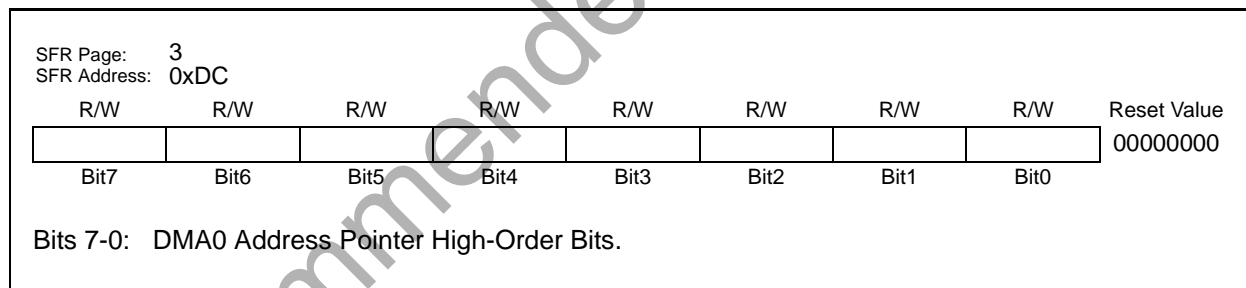 SFR Page: 3
SFR Address: 0xDC
R/W R/W R/W R/W R/W R/W R/W R/W Reset Value
00000000
Bit7 Bit6 Bit5 Bit4 Bit3 Bit2 Bit1 Bit0
Bits 7-0: DMA0 Address Pointer High-Order Bits.